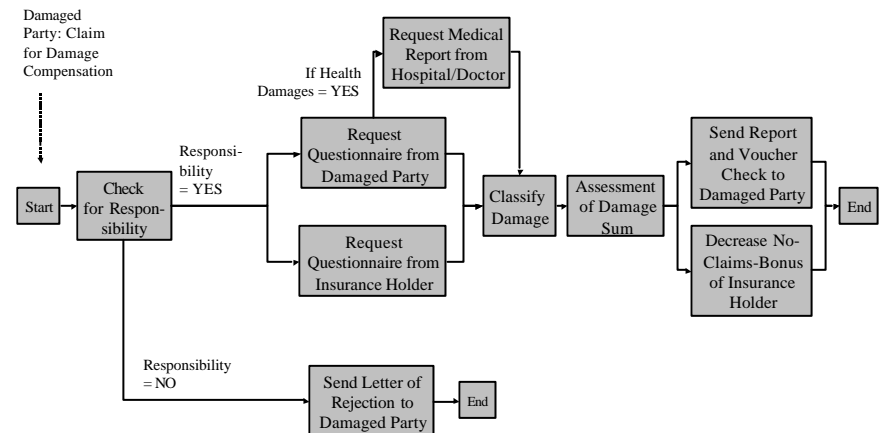 Damaged
Party: Claim
for Damage
Compensation
Start
Check
for Respon-
sibility
Responsi-
bility
= YES
If Health
Damages = YES
Request Medical
Report from
Hospital/Doctor
Request
Questionnaire from
Damaged Party
Request
Questionnaire from
Insurance Holder
Classify
Damage
Assessment
of Damage
Sum
Send Report
and Voucher
Check to
Damaged Party
Decrease No-
Claims-Bonus
of Insurance
Holder
End
Responsibility
= NO
Send Letter of
Rejection to
Damaged Party
End